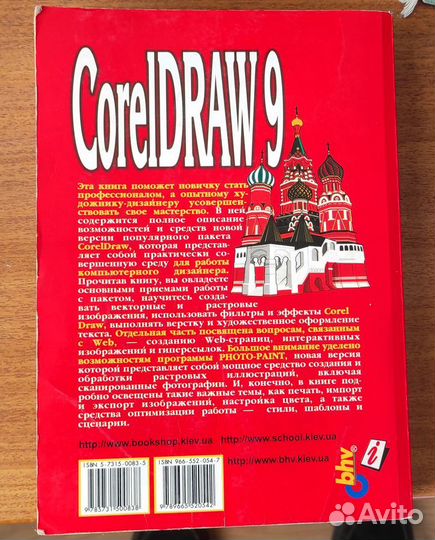 CorelDRAW 9
Эта книга поможет новичку стать
профессионалом, а опытному ху-
дожнику-дизайнеру усовершен-
ствовать свое мастерство. В ней
содержится полное описание
возможностей и средств новой
версии популярного пакета
CorelDraw, которая представ-
ляет собой практически со-
вершенную среду для работы
компьютерного дизайнера.
Прочитав книгу, вы овладеете
основными приемами работы
с пакетом, научитесь созда-
вать векторные и растровые
изображения, использовать фильтры и эффекты Corel
Draw, выполнять верстку и художественное оформление
текста. Отдельная часть посвящена вопросам, связанным
с Web, — созданию Web-страниц, интерактивных
изображений и гиперссылок. Большое внимание уделено
возможностям программы PHOTO-PAINT, новая версия
которой представляет собой мощное средство создания и
обработки растровых иллюстраций, включая
сканированные фотографии. И, конечно, в книге под-
робно освещены такие важные темы, как печать, импорт
и экспорт изображений, настройка цвета, а также
средства оптимизации работы — стили, шаблоны и
сценарии.
http://www.bookshop.kiev.ua http://www.school.kiev.ua
ISBN 5-7315-0083-5
ISBN 966-552-054-7
http://www.bhv.kiev.ua
9 785731 500838
9 789665 520542
bhv
i
Avito